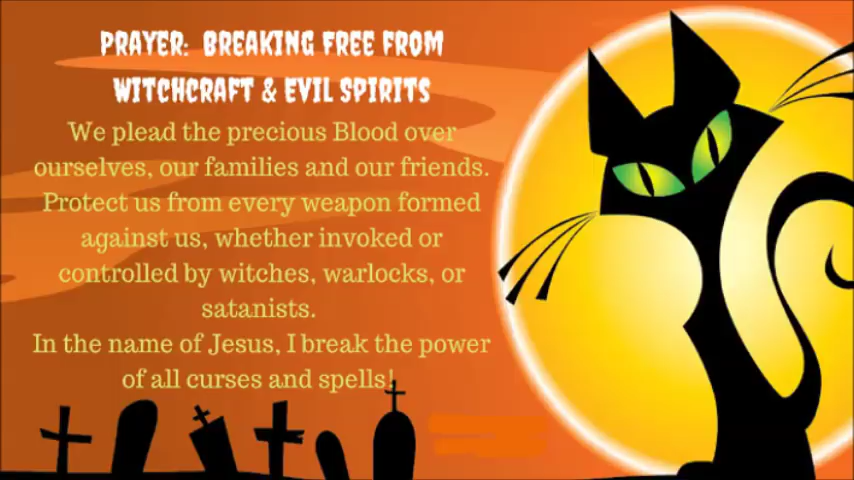 PRAYER: BREAKING FREE FROM
WITCHCRAFT & EVIL SPIRITS
We plead the precious Blood over
ourselves, our families and our friends.
Protect us from every weapon formed
against us, whether invoked or
controlled by witches, warlocks, or
satanists.
In the name of Jesus, I break the power
of all curses and spells!